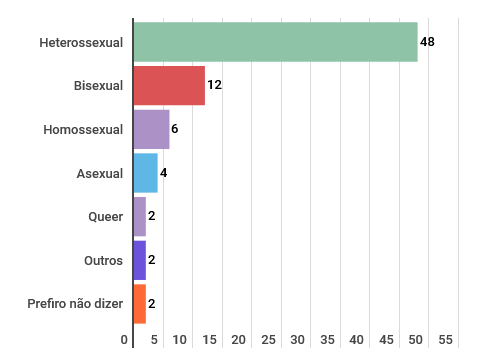 Heterossexual 48
Bisexual 12
Homossexual 6
Asexual 4
Queer 2
Outros 2
Prefiro não dizer 2
0 5 10 15 20 25 30 35 40 45 50 55